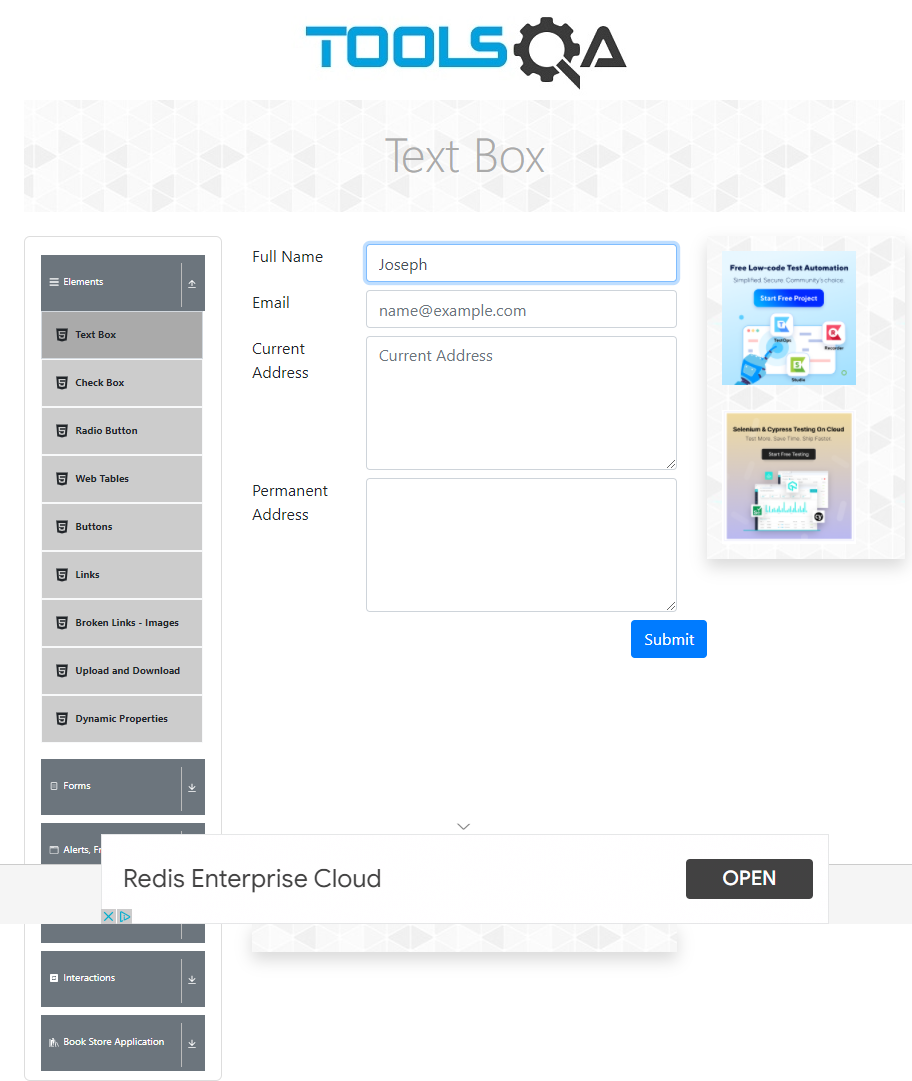 TOOLSQA
Text Box
Elements
Text Box
Check Box
Radio Button
Web Tables
Buttons
Links
Broken Links - Images
Upload and Download
Dynamic Properties
Forms
Alerts, Fr
Interactions
Book Store Application
Full Name
Joseph
Email
name@example.com
Current
Address
Current Address
Permanent
Address
Submit
Free Low-code Test Automation
Simplified. Secure. Community's choice.
Start Free Project
TestOps
Recorder
Studio
Selenium & Cypress Testing On Cloud
Test More. Save Time. Ship Faster.
Start Free Testing
cy
Redis Enterprise Cloud
OPEN